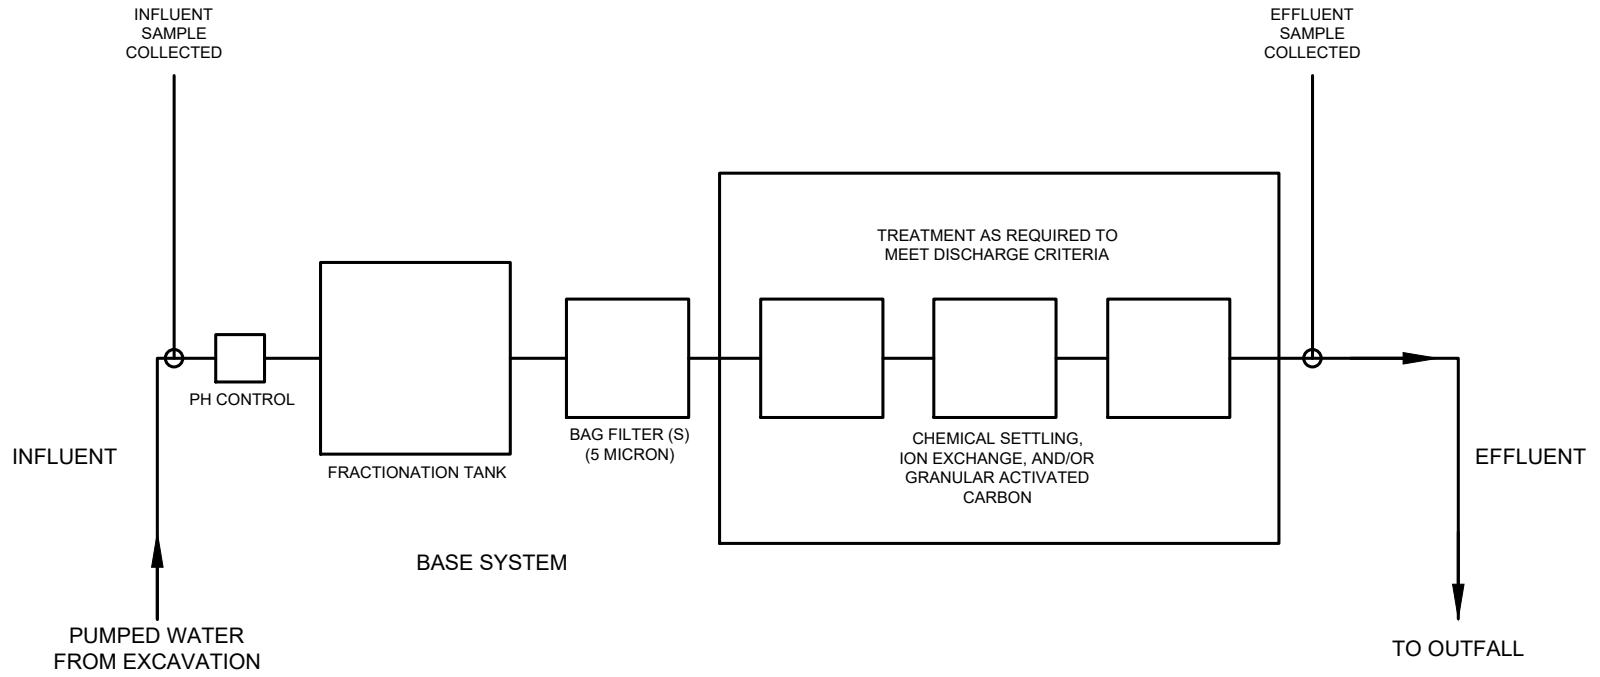 INFLUENT
SAMPLE
COLLECTED
EFFLUENT
SAMPLE
COLLECTED
TREATMENT AS REQUIRED TO
MEET DISCHARGE CRITERIA
PH CONTROL
FRACTIONATION TANK
BAG FILTER (S)
(5 MICRON)
CHEMICAL SETTLING,
ION EXCHANGE, AND/OR
GRANULAR ACTIVATED
CARBON
INFLUENT
EFFLUENT
BASE SYSTEM
PUMPED WATER
FROM EXCAVATION
TO OUTFALL